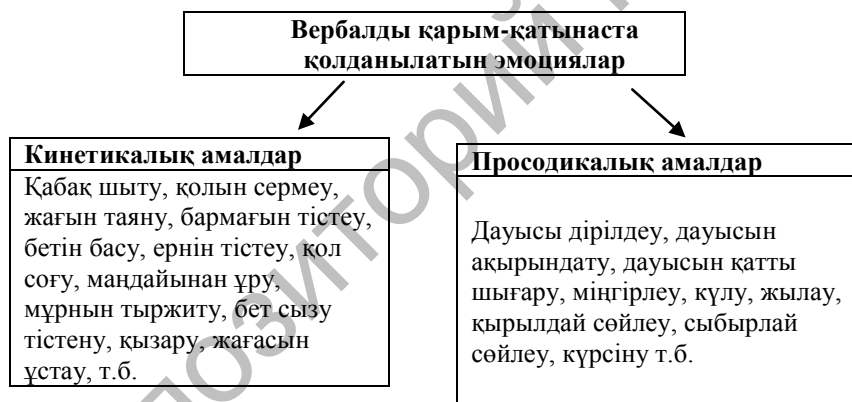 Вербалды қарым-қатынаста
қолданылатын эмоциялар
Кинетикалық амалдар
Қабақ шыту, қолын сермеу,
жағын таяну, бармағын тістеу,
бетін басу, ернін тістеу, қол
соғу, маңдайынан ұру,
мұрнын тыржиту, бет сызу
тістену, қызару, жағасын
ұстау, т.б.
Просодикалық амалдар
Дауысы дірілдеу, дауысын
ақырындату, дауысын қатты
шығару, міңгірлеу, күлу, жылау,
қырылдай сөйлеу, сыбырлай
сөйлеу, күрсіну т.б.